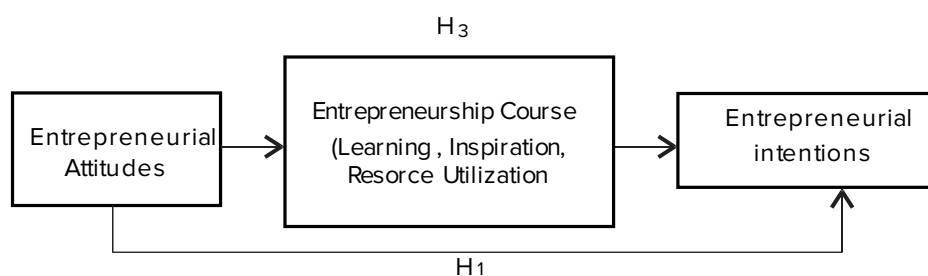 H3
Entrepreneurial
Attitudes
Entrepreneurship Course
(Learning , Inspiration,
Resorce Utilization
Entrepreneurial
intentions
H1